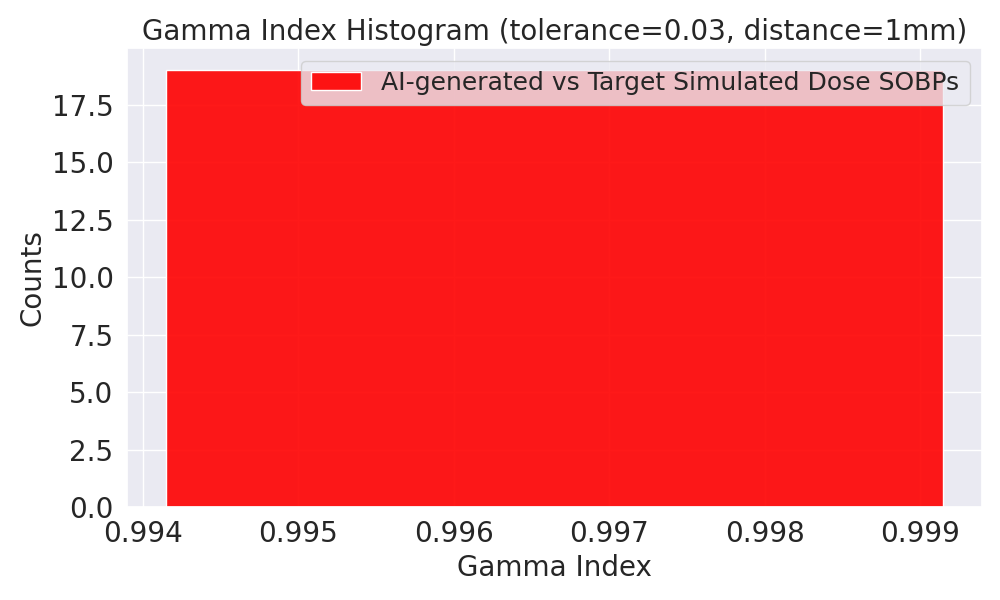 Gamma Index Histogram (tolerance=0.03, distance=1mm)
AI-generated vs Target Simulated Dose SOBPs
17.5
15.0
12.5
10.0
7.5
5.0
2.5
0.0
Counts
0.994 0.995 0.996 0.997 0.998 0.999
Gamma Index